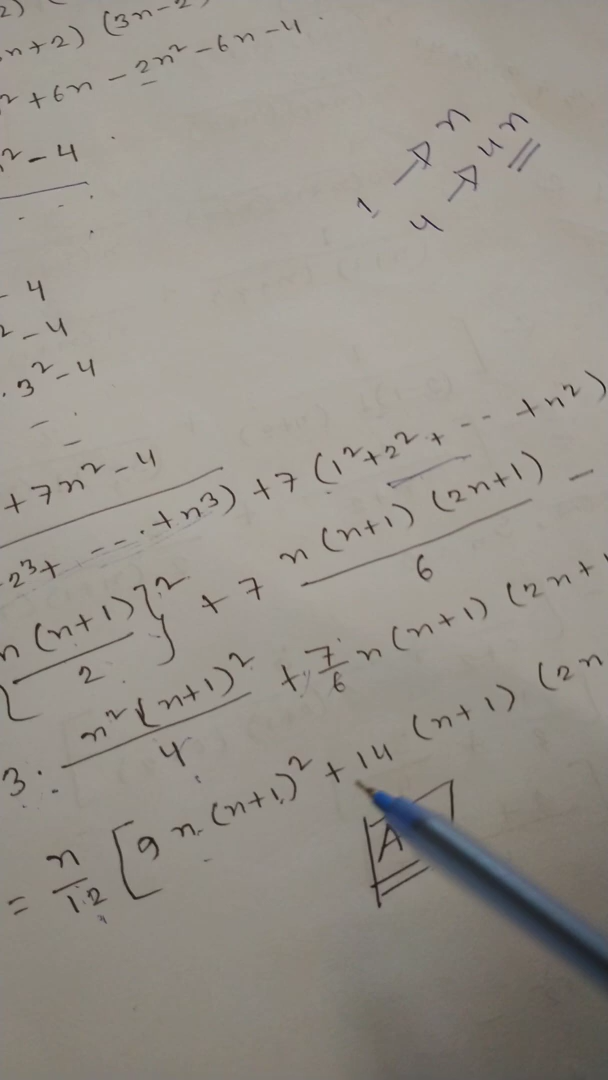 n+2) (3n-2
² + 6n - 2n² - 6n - 4 .
n² - 4
1 → n
4 → 4n
- 4
² - 4
. 3² - 4
+ 7n² - 4
2³ + --- . + n³) + 7 (1² + 2² + --- + n²)
n (n+1) / 2 }² + 7 n (n+1) (2n+1) / 6 -
3 . n² (n+1)² / 4 + 7/6 n (n+1) (2n+1
= n/12 [ 9 n (n+1)² + 14 (n+1) (2n
A